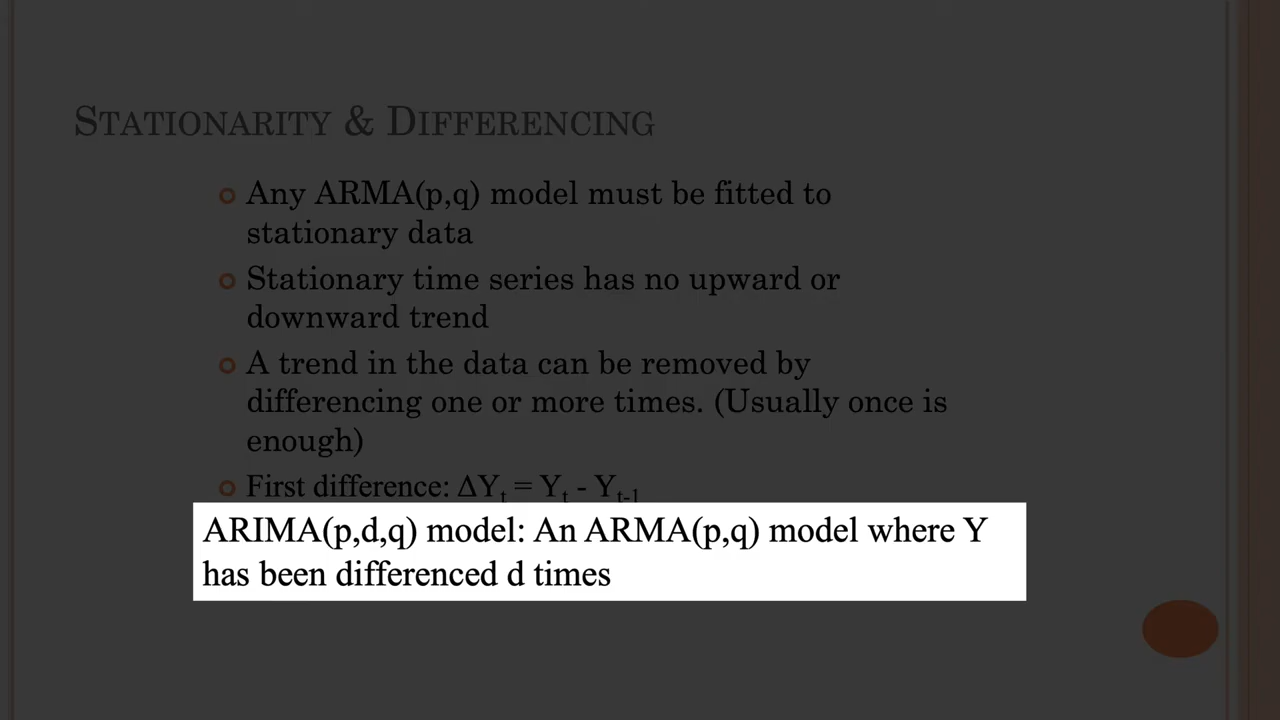 STATIONARITY & DIFFERENCING
Any ARMA(p,q) model must be fitted to
stationary data
Stationary time series has no upward or
downward trend
A trend in the data can be removed by
differencing one or more times. (Usually once is
enough)
First difference: ΔYt = Yt - Yt-1
ARIMA(p,d,q) model: An ARMA(p,q) model where Y
has been differenced d times